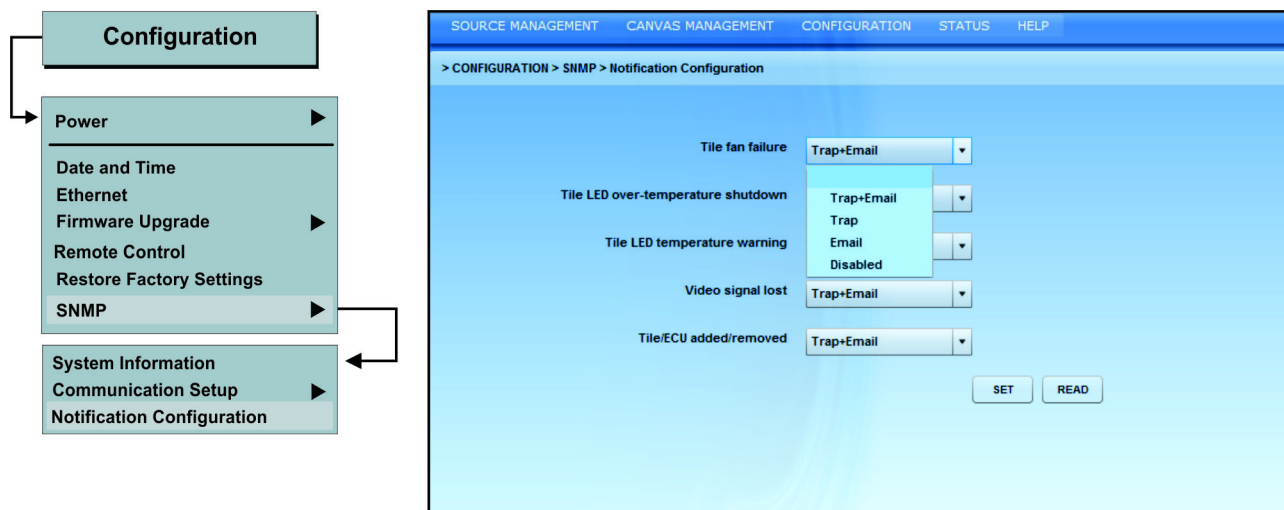 Configuration
Power
Date and Time
Ethernet
Firmware Upgrade
Remote Control
Restore Factory Settings
SNMP
System Information
Communication Setup
Notification Configuration
SOURCE MANAGEMENT CANVAS MANAGEMENT CONFIGURATION STATUS HELP
> CONFIGURATION > SNMP > Notification Configuration
Tile fan failure Trap+Email
Tile LED over-temperature shutdown
Trap+Email
Trap
Tile LED temperature warning
Email
Disabled
Video signal lost Trap+Email
Tile/ECU added/removed Trap+Email
SET READ